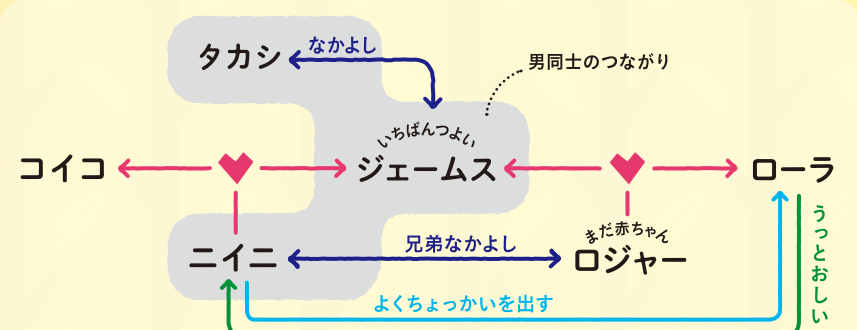 タカシ
なかよし
男同士のつながり
いちばんつよい
コイコ
ジェームス
ローラ
まだ赤ちゃん
ニイニ
兄弟なかよし
ロジャー
よくちょっかいを出す
うっとおしい